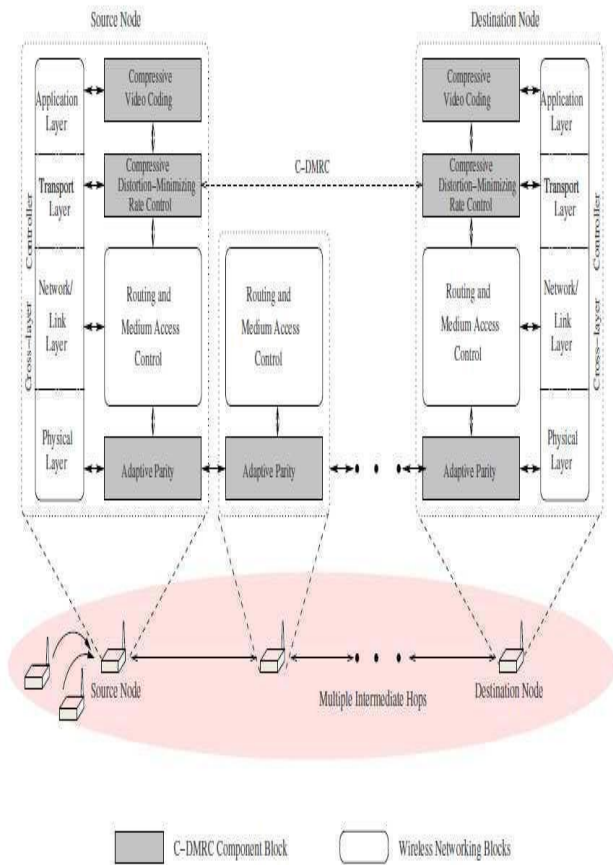 Source Node
Destination Node
Application
Layer
Transport
Layer
Network/
Link
Layer
Physical
Layer
Cross-layer Controller
Compressive
Video Coding
Compressive
Distortion-Minimizing
Rate Control
Routing and
Medium Access
Control
Adaptive Parity
C-DMRC
Routing and
Medium Access
Control
Adaptive Parity
Compressive
Video Coding
Compressive
Distortion-Minimizing
Rate Control
Routing and
Medium Access
Control
Adaptive Parity
Application
Layer
Transport
Layer
Network/
Link
Layer
Physical
Layer
Cross-layer Controller
Source Node
Multiple Intermediate Hops
Destination Node
C-DMRC Component Block
Wireless Networking Blocks